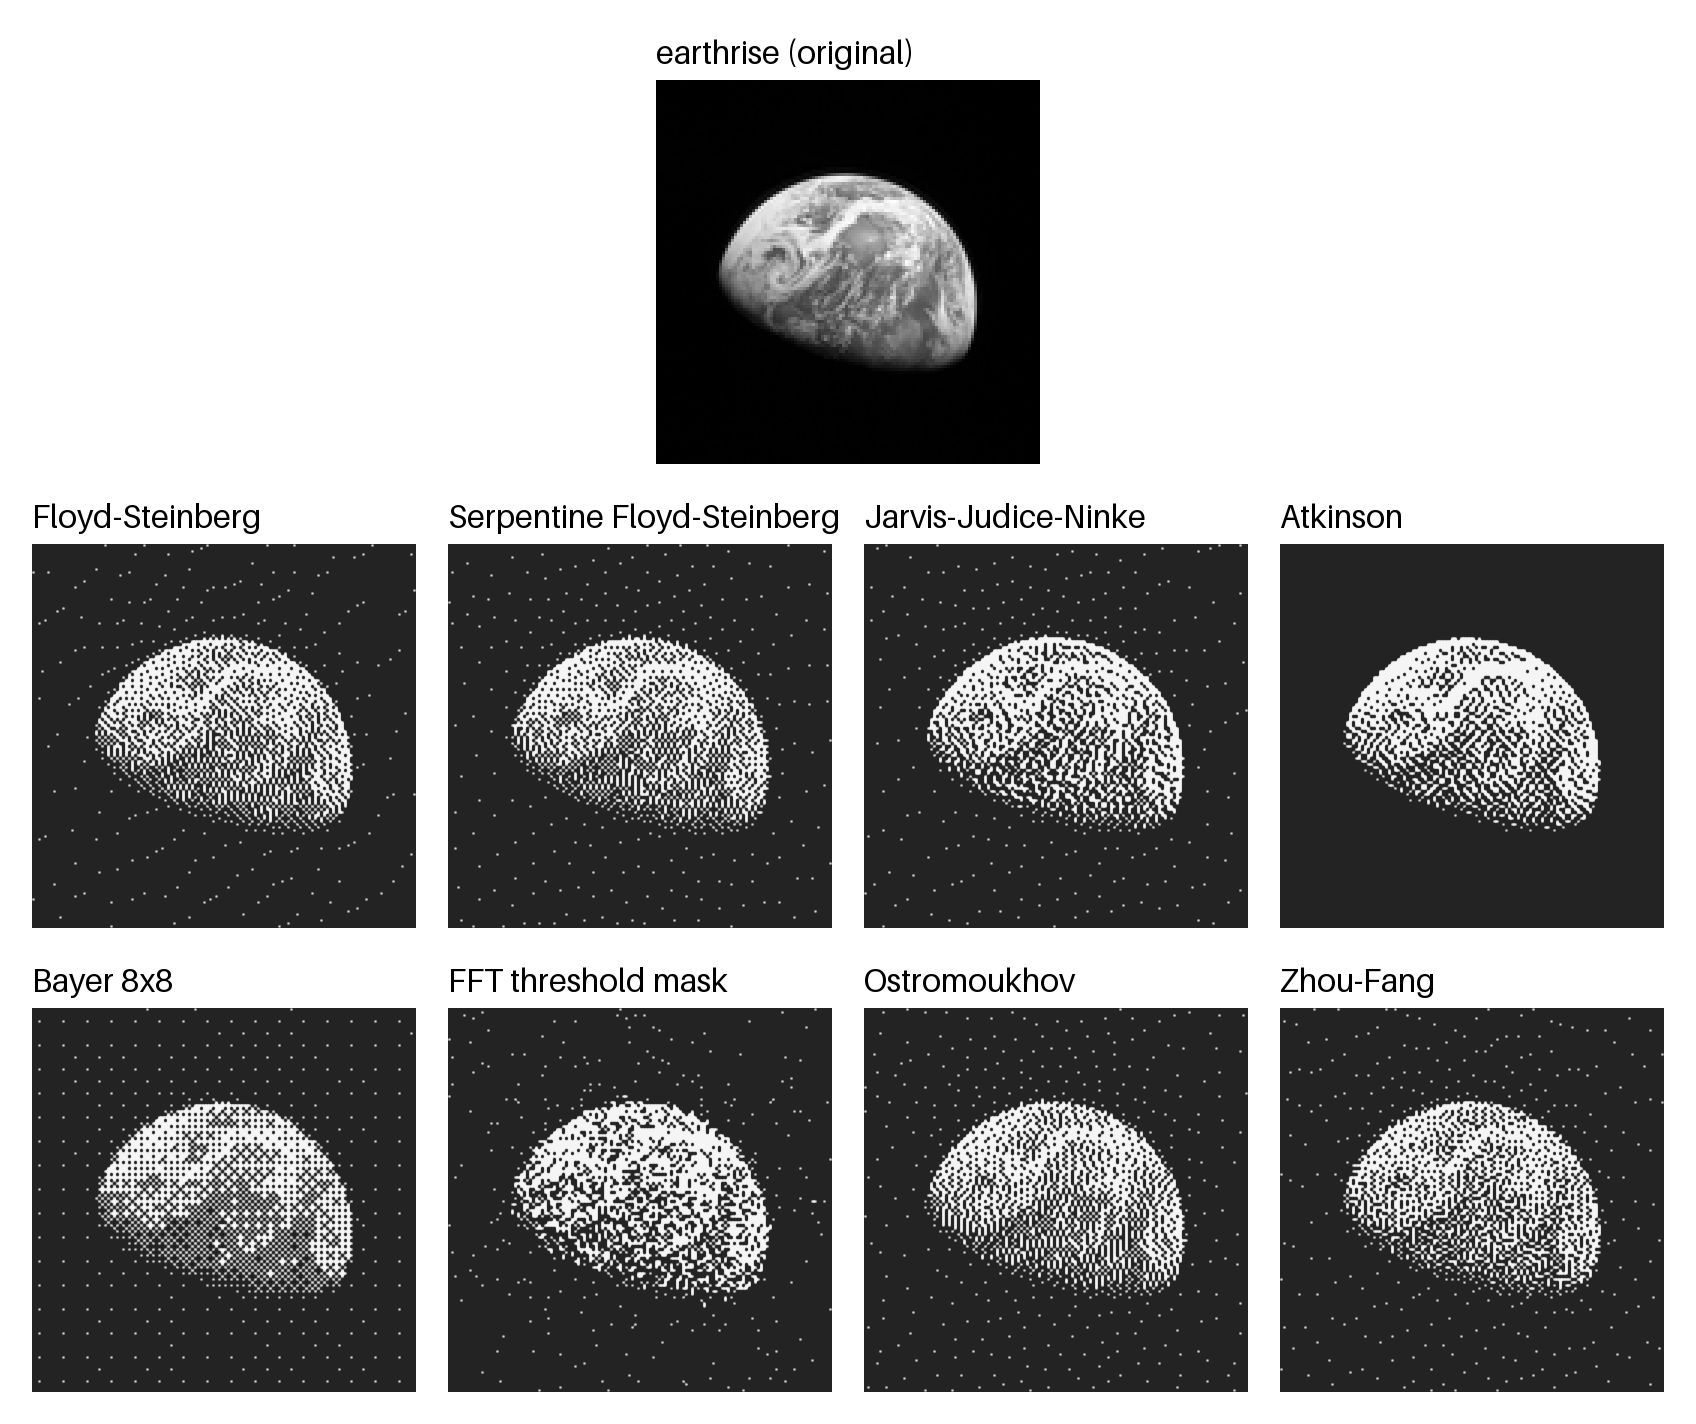 earthrise (original)
Floyd-Steinberg
Serpentine Floyd-Steinberg
Jarvis-Judice-Ninke
Atkinson
Bayer 8x8
FFT threshold mask
Ostromoukhov
Zhou-Fang